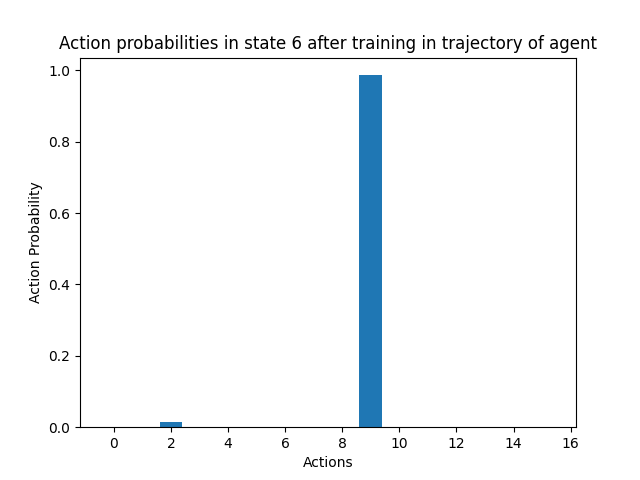 Action probabilities in state 6 after training in trajectory of agent
1.0
0.8
0.6
0.4
0.2
0.0
Action Probability
0 2 4 6 8 10 12 14 16
Actions